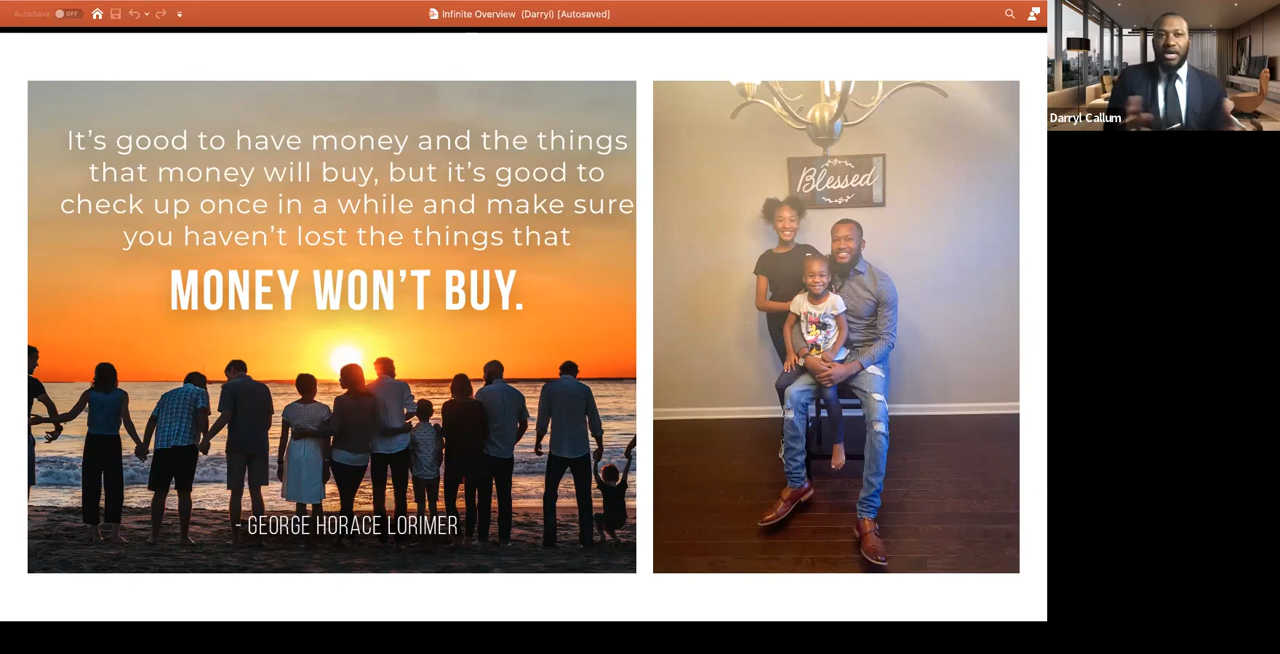 AutoSave OFF
Infinite Overview (Darryl) [Autosaved]
It's good to have money and the things
that money will buy, but it's good to
check up once in a while and make sure
you haven't lost the things that
MONEY WON'T BUY.
- GEORGE HORACE LORIMER
Blessed
Darryl Callum